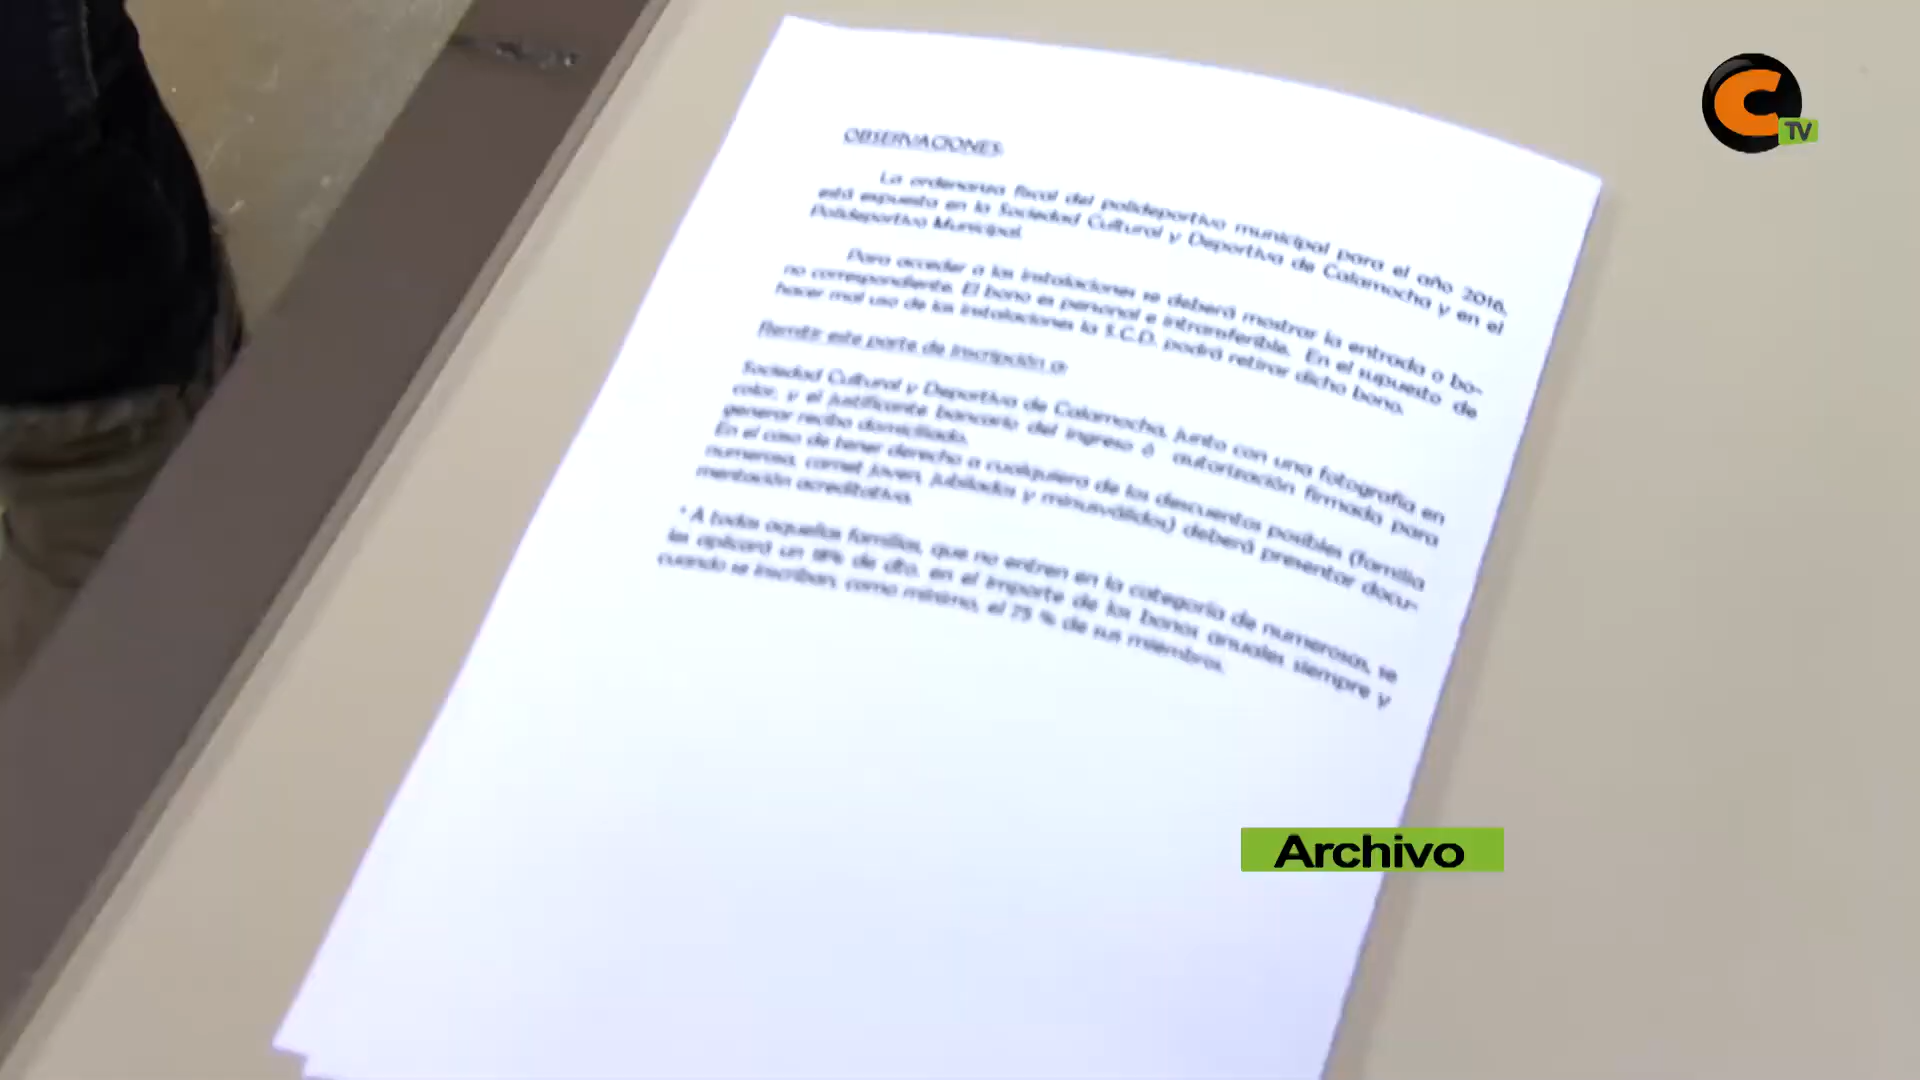 C TV
OBSERVACIONES:
La ordenanza fiscal del polideportivo municipal para el año 2016,
está expuesta en la Sociedad Cultural y Deportiva de Calamocha y en el
Polideportivo Municipal.
Para acceder a las instalaciones se deberá mostrar la entrada o bo-
no correspondiente. El bono es personal e intransferible. En el supuesto de
hacer mal uso de las instalaciones la S.C.D. podrá retirar dicho bono.
Remitir este parte de inscripción a:
Sociedad Cultural y Deportiva de Calamocha, junto con una fotografía en
color, y el justificante bancario del ingreso ó autorización firmada para
generar recibo domiciliado.
En el caso de tener derecho a cualquiera de los descuentos posibles (familia
numerosa, carnet joven, jubilados y minusválidos) deberá presentar docu-
mentación acreditativa.
* A todas aquellas familias, que no entren en la categoría de numerosas, se
les aplicará un de dto. en el importe de los bonos anuales siempre y
cuando se inscriban, como mínimo, el 75 % de sus miembros.
Archivo